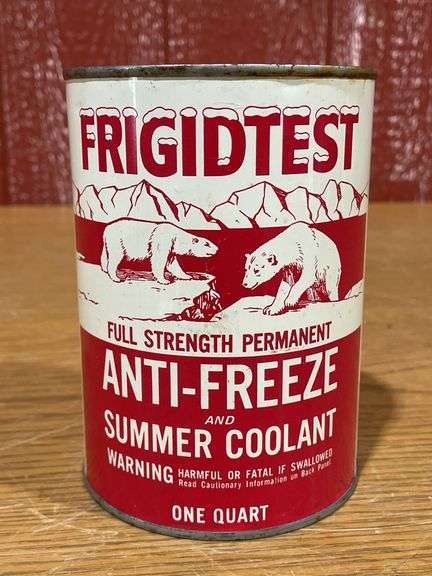 FRIGIDTEST
FULL STRENGTH PERMANENT
ANTI-FREEZE
AND
SUMMER COOLANT
WARNING HARMFUL OR FATAL IF SWALLOWED
Read Cautionary Information on Back Panel
ONE QUART